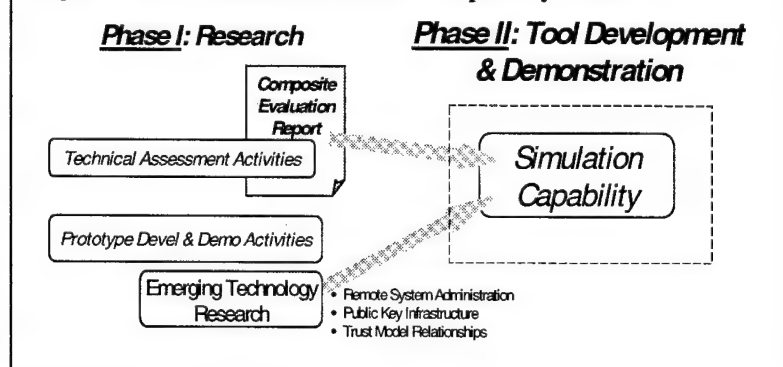 Phase I: Research
Phase II: Tool Development
& Demonstration
Composite
Evaluation
Report
Technical Assessment Activities
Simulation
Capability
Prototype Devel & Demo Activities
Emerging Technology
Research
• Remote System Administration
• Public Key Infrastructure
• Trust Model Relationships